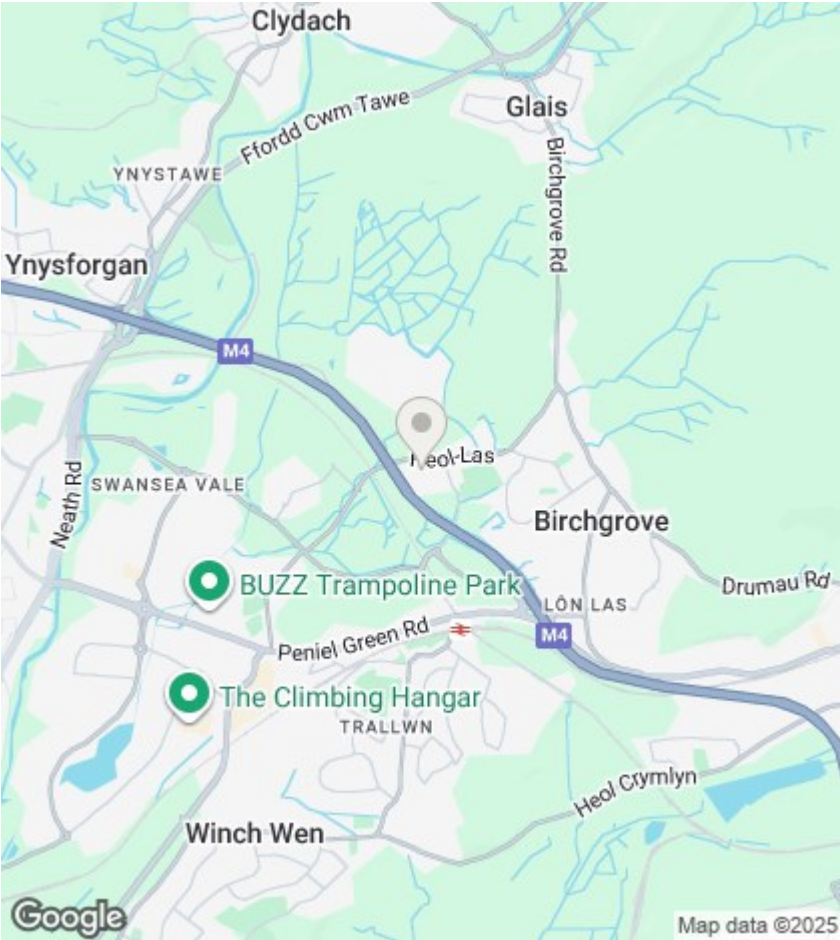 Clydach
Glais
Ffordd Cwm Tawe
YNYSTAWE
Birchgrove Rd
Ynysforgan
M4
Heol-Las
SWANSEA VALE
Neath Rd
Birchgrove
BUZZ Trampoline Park
Drumau Rd
LÔN LAS
Peniel Green Rd
M4
The Climbing Hangar
TRALLWN
Heol Crymlyn
Winch Wen
Google
Map data ©2025